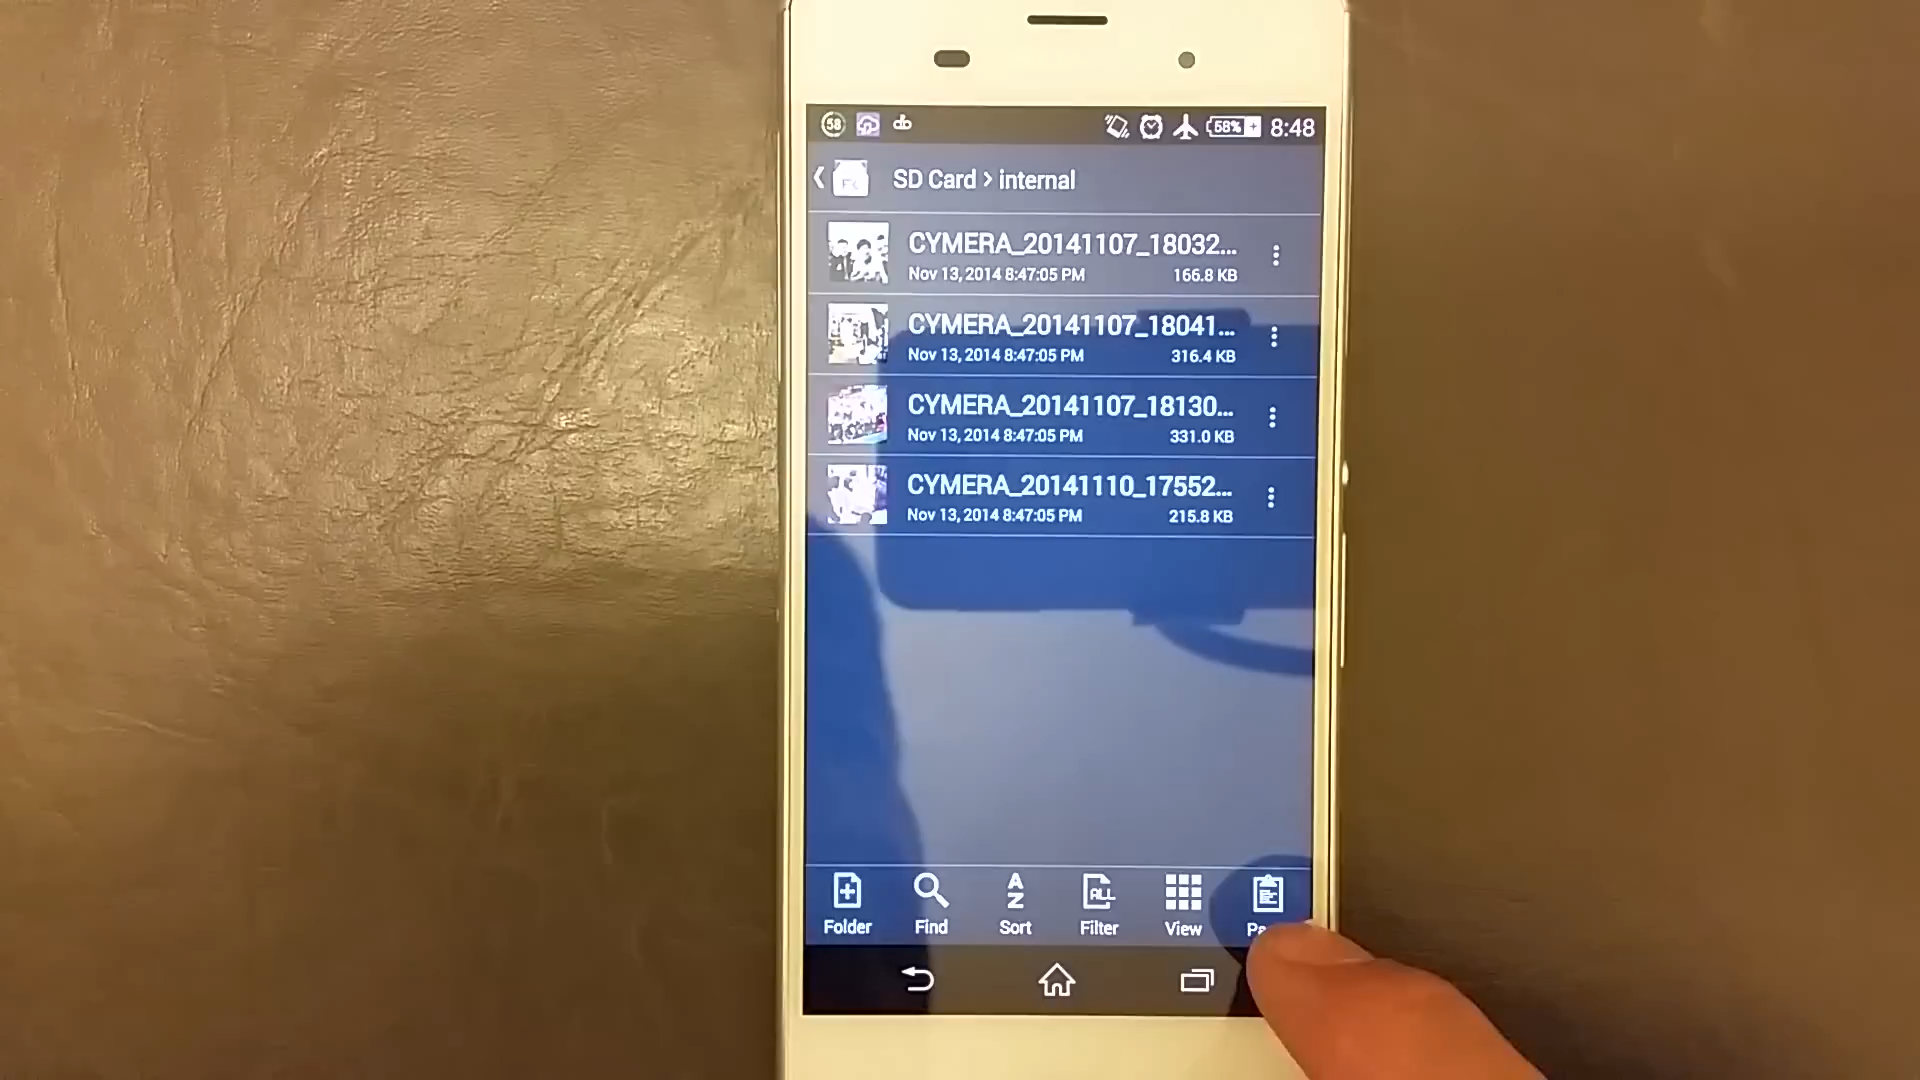 58 58% 8:48
SD Card > internal
CYMERA_20141107_18032...
Nov 13, 2014 8:47:05 PM 166.8 KB
CYMERA_20141107_18041...
Nov 13, 2014 8:47:05 PM 316.4 KB
CYMERA_20141107_18130...
Nov 13, 2014 8:47:05 PM 331.0 KB
CYMERA_20141110_17552...
Nov 13, 2014 8:47:05 PM 215.8 KB
A Z ALL
Folder Find Sort Filter View